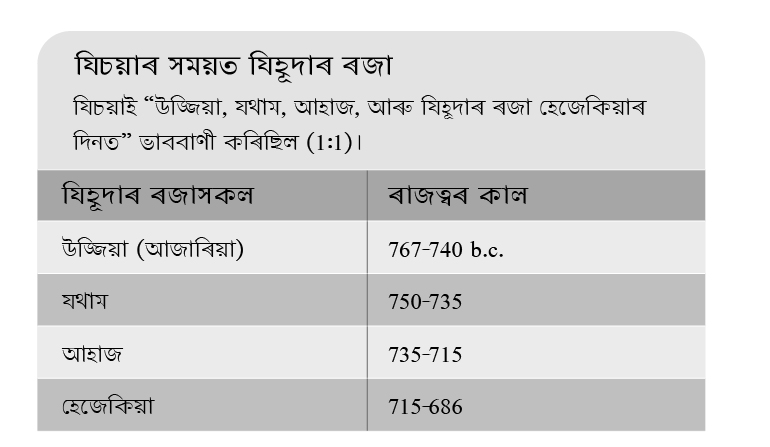 যিচয়াৰ সময়ত যিহূদাৰ ৰজা
যিচয়াই “উজ্জিয়া, যথাম, আহাজ, আৰু যিহূদাৰ ৰজা হেজেকিয়াৰ
দিনত” ভাববাণী কৰিছিল (1:1)।
যিহূদাৰ ৰজাসকল ৰাজত্বৰ কাল
উজ্জিয়া (আজাৰিয়া) 767-740 b.c.
যথাম 750-735
আহাজ 735-715
হেজেকিয়া 715-686